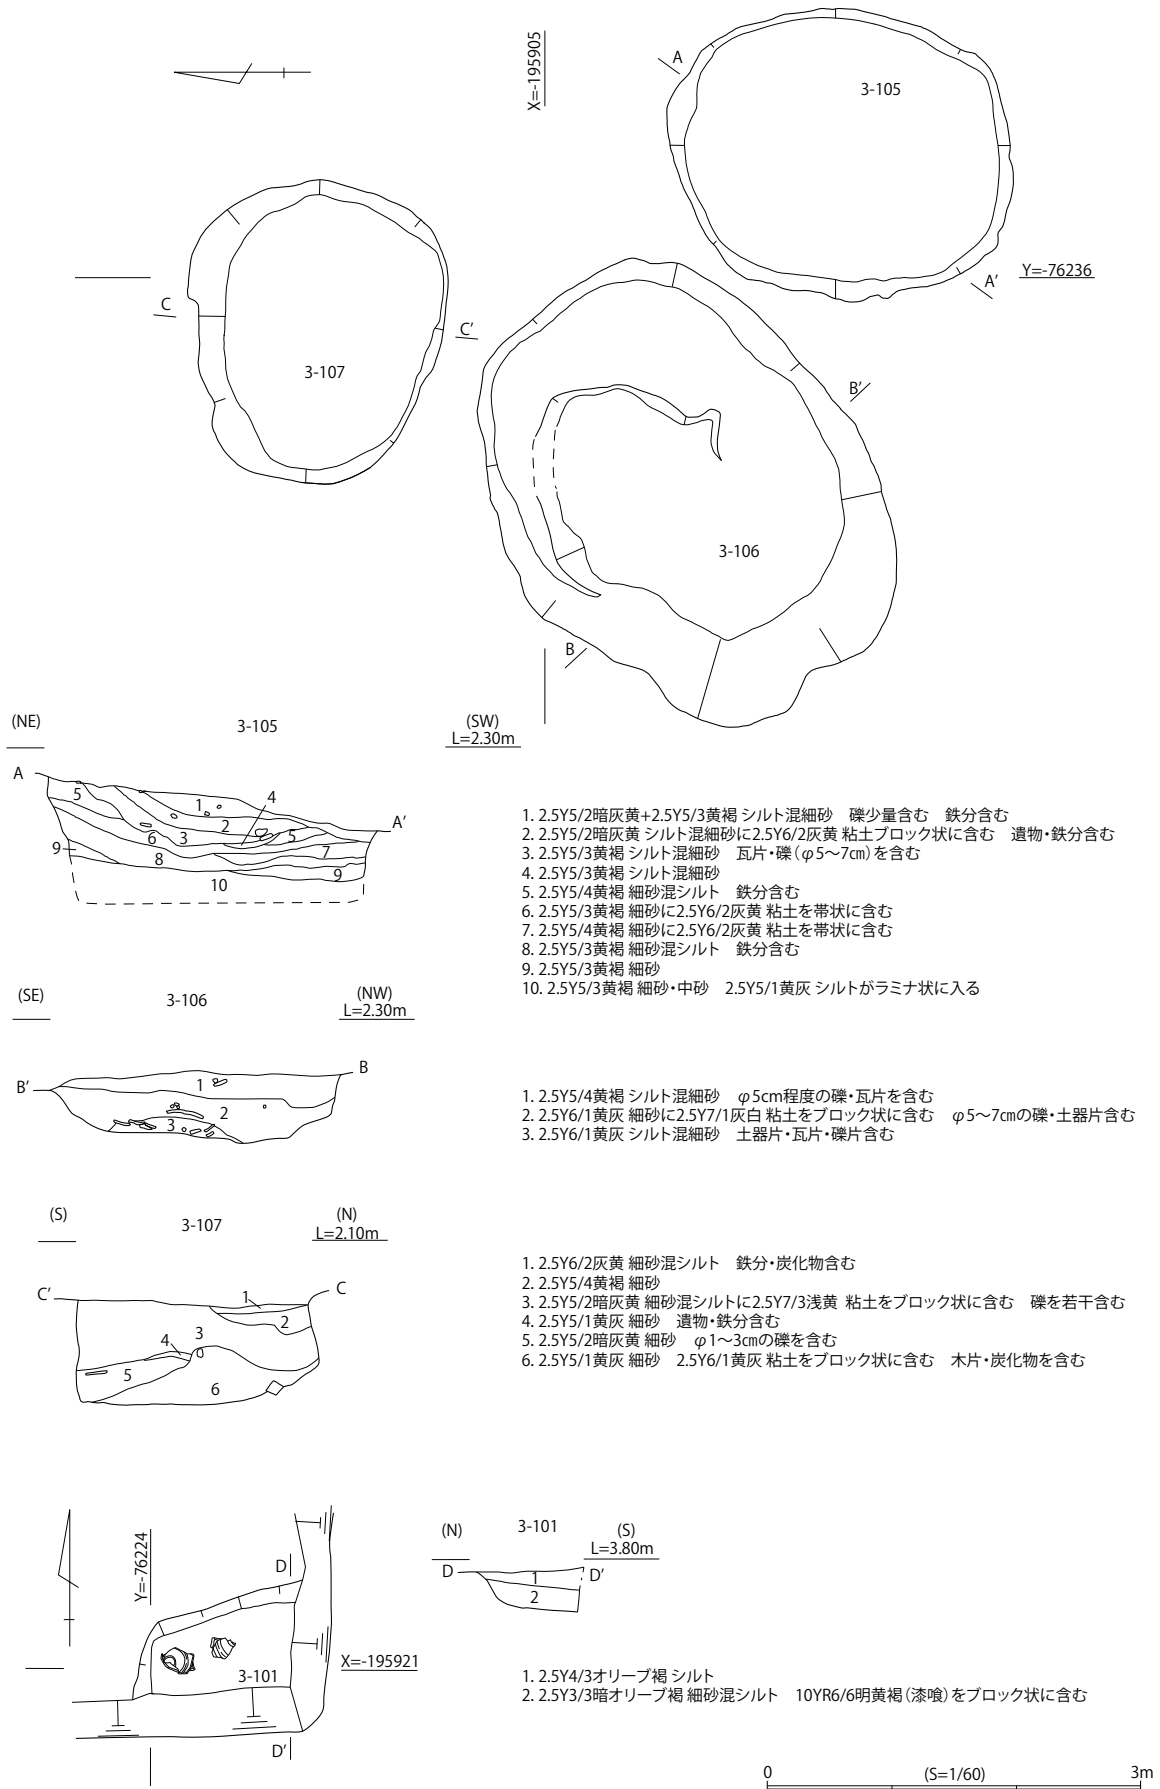 X=-195905
A
3-105
A’
Y=-76236
C
C’
3-107
B’
3-106
B
(NE)
3-105
(SW)
L=2.30m
A
A’
5
1
4
2
5
6
3
7
9
8
9
10
1. 2.5Y5/2暗灰黄+2.5Y5/3黄褐 シルト混細砂　礫少量含む　鉄分含む
2. 2.5Y5/2暗灰黄 シルト混細砂に2.5Y6/2灰黄 粘土ブロック状に含む　遺物・鉄分含む
3. 2.5Y5/3黄褐 シルト混細砂　瓦片・礫（φ5～7㎝）を含む
4. 2.5Y5/3黄褐 シルト混細砂
5. 2.5Y5/4黄褐 細砂混シルト　鉄分含む
6. 2.5Y5/3黄褐 細砂に2.5Y6/2灰黄 粘土を帯状に含む
7. 2.5Y5/4黄褐 細砂に2.5Y6/2灰黄 粘土を帯状に含む
8. 2.5Y5/3黄褐 細砂混シルト　鉄分含む
9. 2.5Y5/3黄褐 細砂
10. 2.5Y5/3黄褐 細砂・中砂　2.5Y5/1黄灰 シルトがラミナ状に入る
(SE)
3-106
(NW)
L=2.30m
B’
B
1
2
3
1. 2.5Y5/4黄褐 シルト混細砂　φ5cm程度の礫・瓦片を含む
2. 2.5Y6/1黄灰 細砂に2.5Y7/1灰白 粘土をブロック状に含む　φ5～7㎝の礫・土器片含む
3. 2.5Y6/1黄灰 シルト混細砂　土器片・瓦片・礫片含む
(S)
3-107
(N)
L=2.10m
C’
C
1
2
3
4
5
6
1. 2.5Y6/2灰黄 細砂混シルト　鉄分・炭化物含む
2. 2.5Y5/4黄褐 細砂
3. 2.5Y5/2暗灰黄 細砂混シルトに2.5Y7/3浅黄 粘土をブロック状に含む　礫を若干含む
4. 2.5Y5/1黄灰 細砂　遺物・鉄分含む
5. 2.5Y5/2暗灰黄 細砂　φ1～3㎝の礫を含む
6. 2.5Y5/1黄灰 細砂　2.5Y6/1黄灰 粘土をブロック状に含む　木片・炭化物を含む
Y=-76224
D
X=-195921
3-101
D’
(N)
3-101
(S)
L=3.80m
D
D’
1
2
1. 2.5Y4/3オリーブ褐 シルト
2. 2.5Y3/3暗オリーブ褐 細砂混シルト　10YR6/6明黄褐（漆喰）をブロック状に含む
0
(S=1/60)
3m